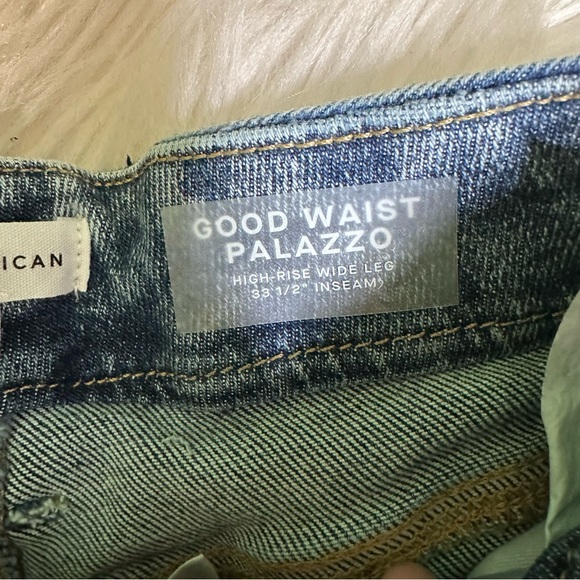 ICAN
GOOD WAIST
PALAZZO
HIGH-RISE WIDE LEG
33 1/2" INSEAM)